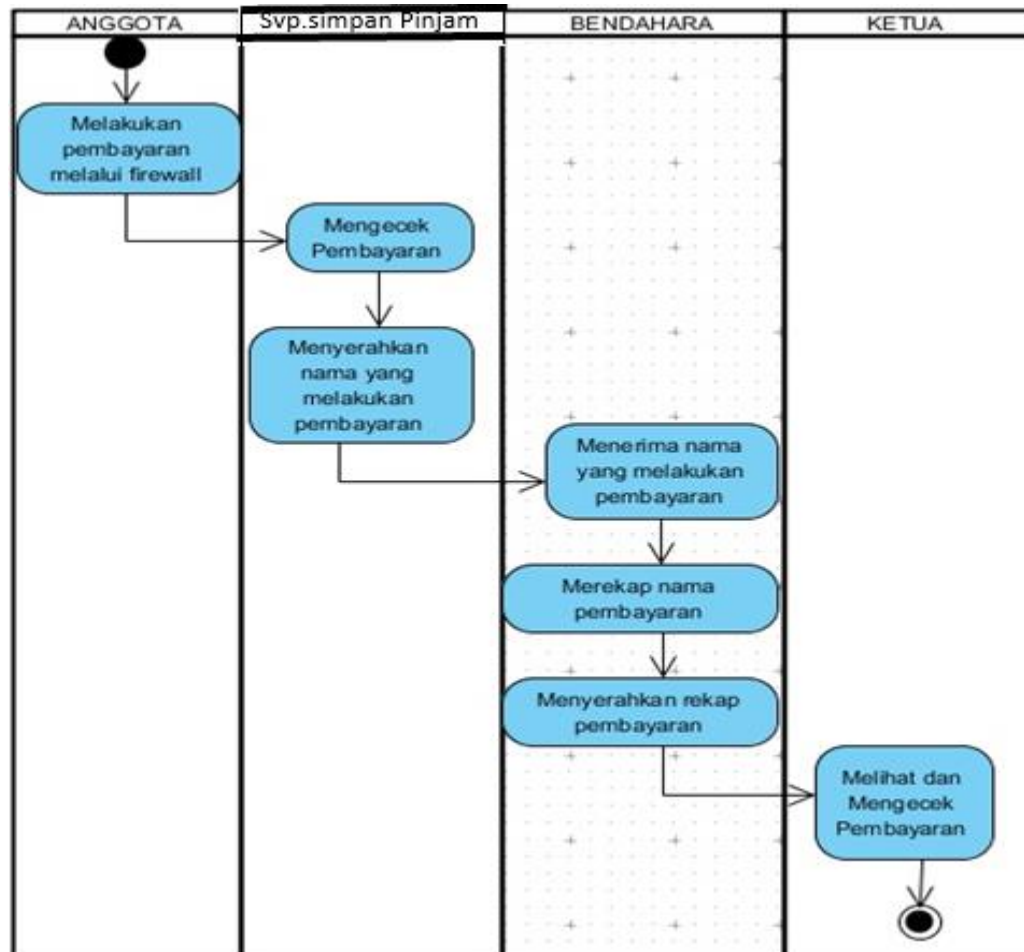 ANGGOTA
Svp.simpan Pinjam
BENDAHARA
KETUA
Melakukan
pembayaran
melalui firewall
Mengecek
Pembayaran
Menyerahkan
nama yang
melakukan
pembayaran
Menerima nama
yang melakukan
pembayaran
Merekap nama
pembayaran
Menyerahkan rekap
pembayaran
Melihat dan
Mengecek
Pembayaran